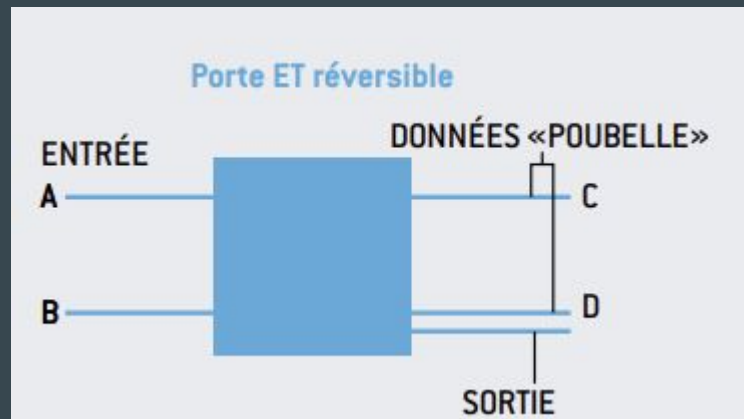 Porte ET réversible
DONNÉES «POUBELLE»
ENTRÉE
A
C
B
D
SORTIE